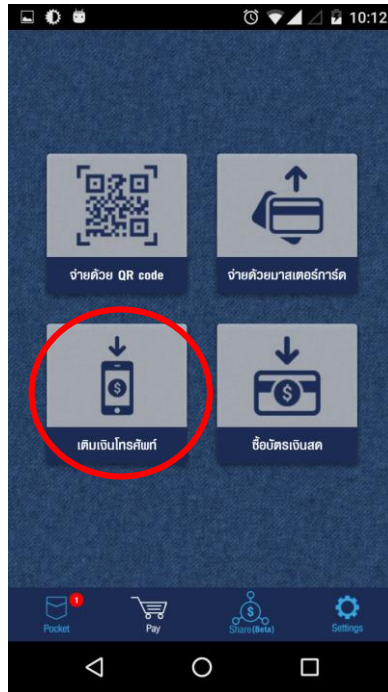 10:12
จ่ายด้วย QR code
จ่ายด้วยมาสเตอร์การ์ด
เติมเงินโทรศัพท์
ซื้อบัตรเงินสด
1
Pocket
Pay
Share(Beta)
Settings